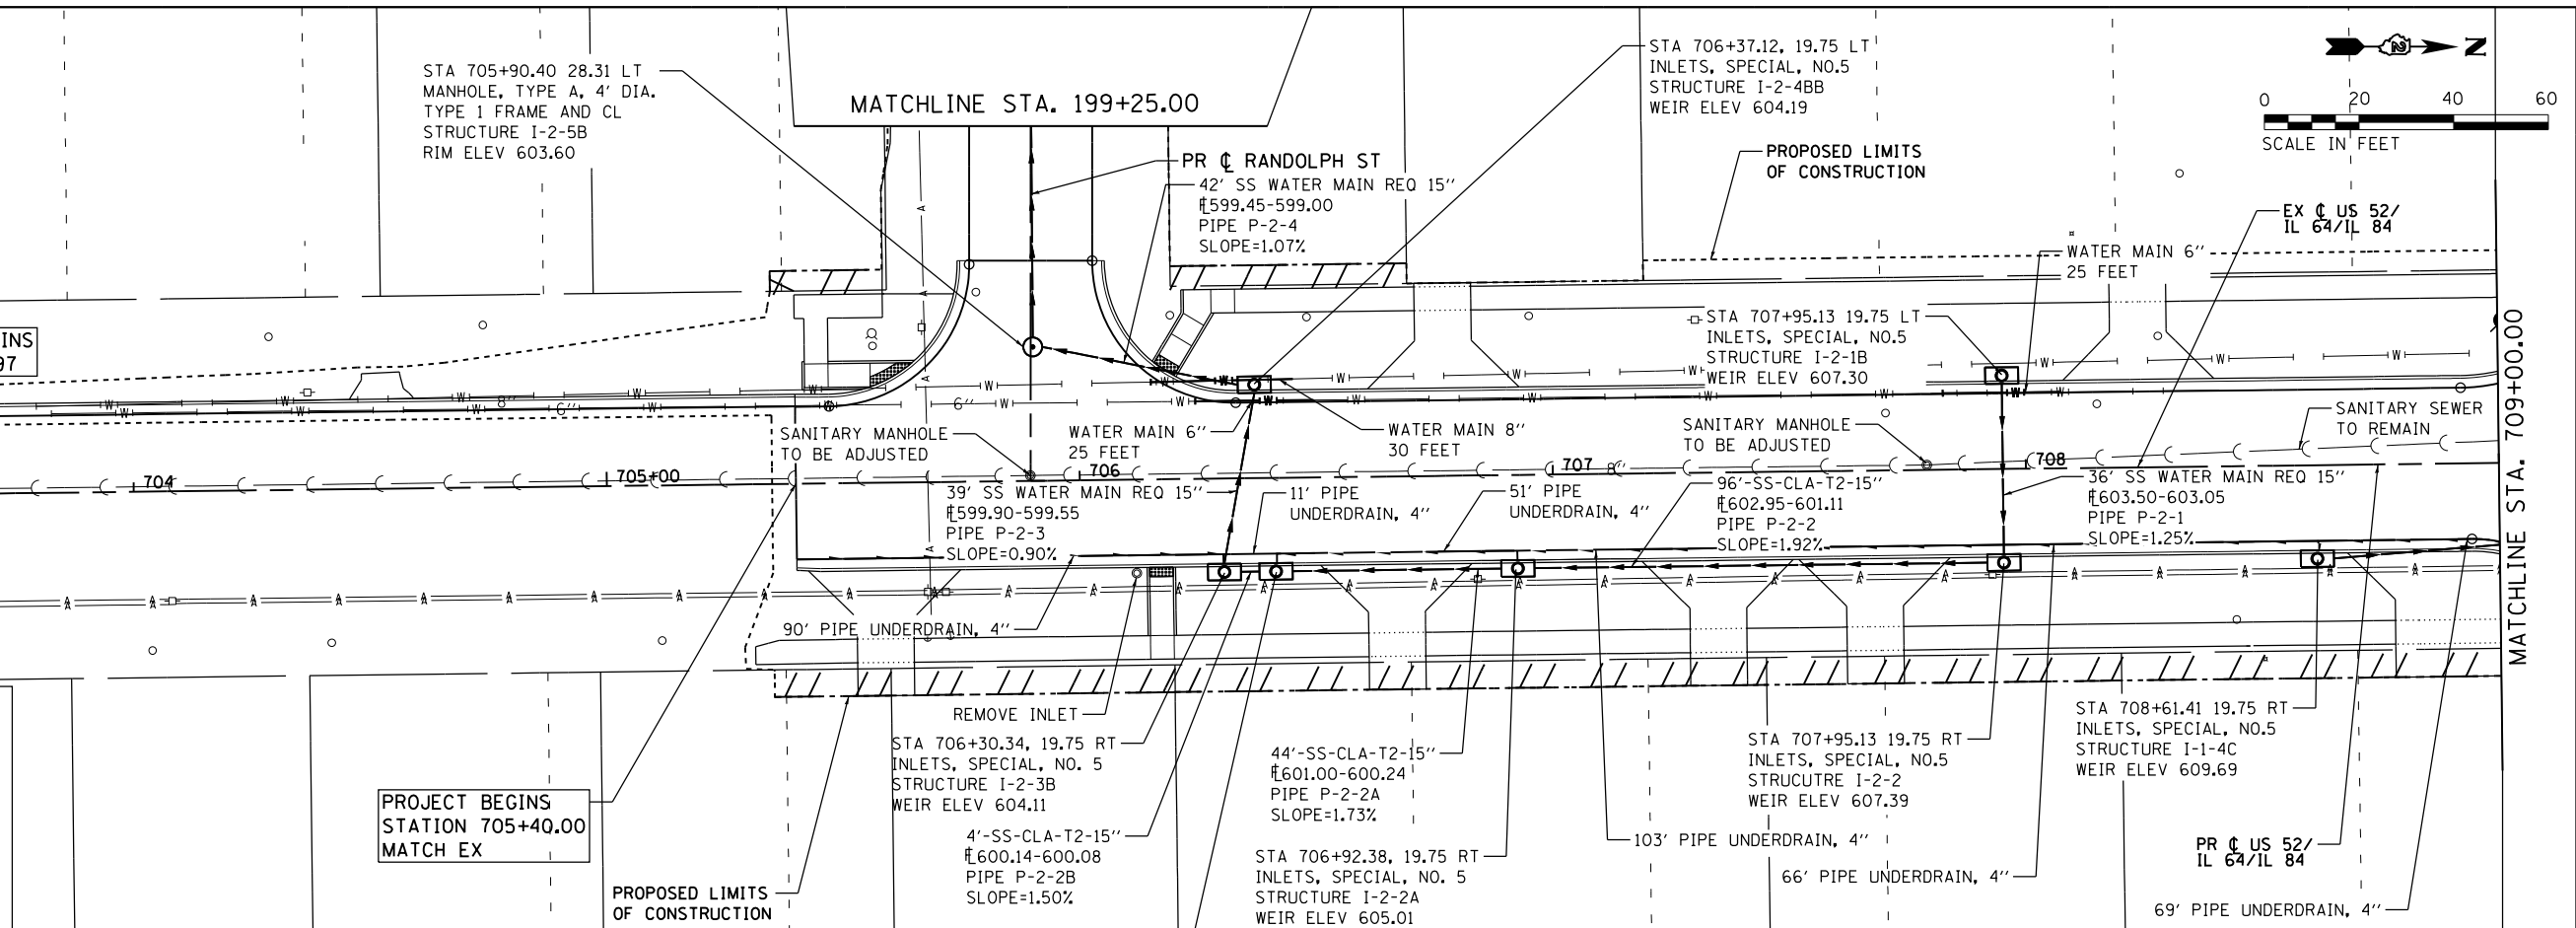 STA 705+90.40 28.31 LT
MANHOLE, TYPE A, 4' DIA.
TYPE 1 FRAME AND CL
STRUCTURE I-2-5B
RIM ELEV 603.60
MATCHLINE STA. 199+25.00
PR ℄ RANDOLPH ST
42' SS WATER MAIN REQ 15"
599.45-599.00
PIPE P-2-4
SLOPE=1.07%
STA 706+37.12, 19.75 LT
INLETS, SPECIAL, NO.5
STRUCTURE I-2-4BB
WEIR ELEV 604.19
PROPOSED LIMITS
OF CONSTRUCTION
N
0 20 40 60
SCALE IN FEET
EX ℄ US 52/
IL 64/IL 84
WATER MAIN 6"
25 FEET
STA 707+95.13 19.75 LT
INLETS, SPECIAL, NO.5
STRUCTURE I-2-1B
WEIR ELEV 607.30
INS
97
8"
6"
6"
SANITARY MANHOLE
TO BE ADJUSTED
WATER MAIN 6"
25 FEET
WATER MAIN 8"
30 FEET
SANITARY MANHOLE
TO BE ADJUSTED
SANITARY SEWER
TO REMAIN
MATCHLINE STA. 709+00.00
704
705+00
706
707
8"
708
39' SS WATER MAIN REQ 15"
599.90-599.55
PIPE P-2-3
SLOPE=0.90%
11' PIPE
UNDERDRAIN, 4"
51' PIPE
UNDERDRAIN, 4"
96'-SS-CLA-T2-15"
602.95-601.11
PIPE P-2-2
SLOPE=1.92%
36' SS WATER MAIN REQ 15"
603.50-603.05
PIPE P-2-1
SLOPE=1.25%
90' PIPE UNDERDRAIN, 4"
REMOVE INLET
STA 706+30.34, 19.75 RT
INLETS, SPECIAL, NO. 5
STRUCTURE I-2-3B
WEIR ELEV 604.11
4'-SS-CLA-T2-15"
600.14-600.08
PIPE P-2-2B
SLOPE=1.50%
44'-SS-CLA-T2-15"
601.00-600.24
PIPE P-2-2A
SLOPE=1.73%
STA 706+92.38, 19.75 RT
INLETS, SPECIAL, NO. 5
STRUCTURE I-2-2A
WEIR ELEV 605.01
103' PIPE UNDERDRAIN, 4"
STA 707+95.13 19.75 RT
INLETS, SPECIAL, NO.5
STRUCUTRE I-2-2
WEIR ELEV 607.39
66' PIPE UNDERDRAIN, 4"
STA 708+61.41 19.75 RT
INLETS, SPECIAL, NO.5
STRUCTURE I-1-4C
WEIR ELEV 609.69
PR ℄ US 52/
IL 64/IL 84
69' PIPE UNDERDRAIN, 4"
PROJECT BEGINS
STATION 705+40.00
MATCH EX
PROPOSED LIMITS
OF CONSTRUCTION